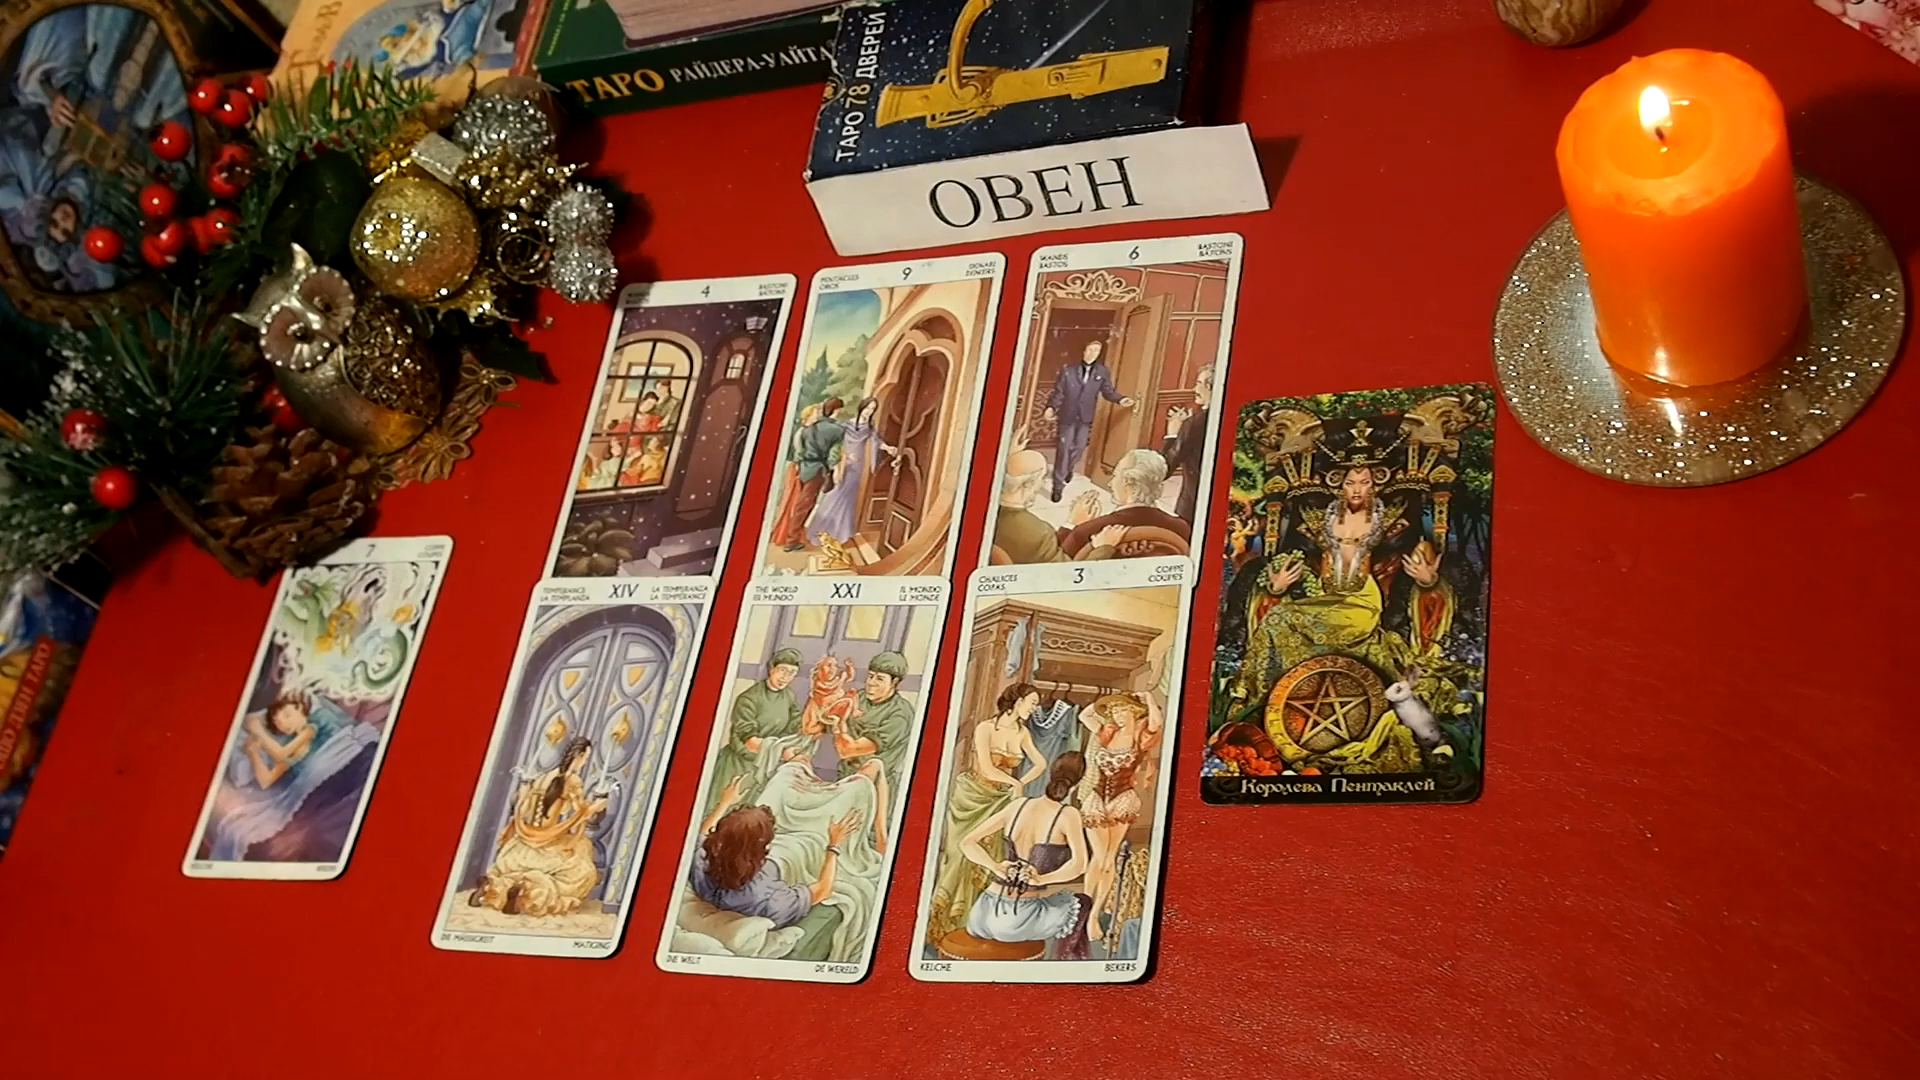 ТАРО РАЙДЕРА-УАЙТА
ТАРО 78 ДВЕРЕЙ
ОВЕН
4
BASTONI
BATONS
9
PENTACLES
OROS
DENARI
DENIERS
6
WANDS
BASTOS
BASTONI
BATONS
7
COPPE
COUPES
XIV
TEMPERANCE
LA TEMPLANZA
LA TEMPERANZA
LA TEMPERANCE
DIE MÄSSIGKEIT
MATIGING
XXI
THE WORLD
EL MUNDO
IL MONDO
LE MONDE
DIE WELT
DE WERELD
3
CHALICES
COPAS
COPPE
COUPES
KELCHE
BEKERS
Королева Пентаклей